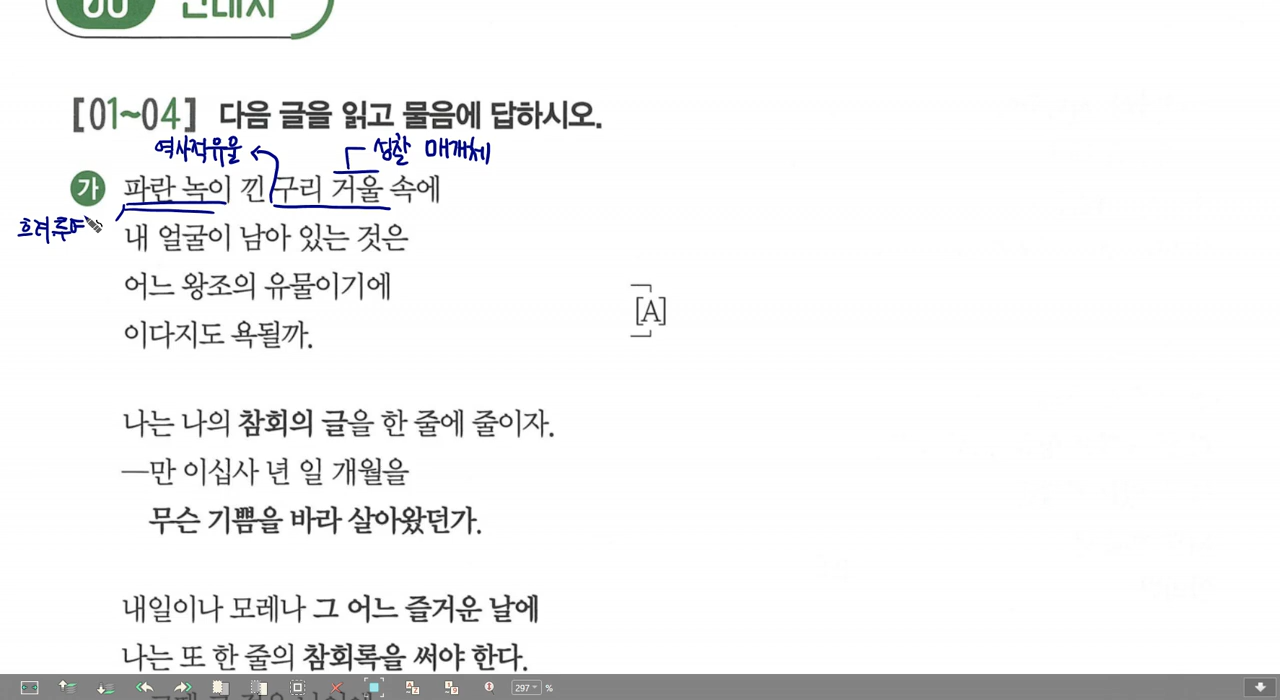 현대시
[01~04] 다음 글을 읽고 물음에 답하시오.
역사적유물
성찰 매개체
가 파란 녹이 낀 구리 거울 속에
내 얼굴이 남아 있는 것은
어느 왕조의 유물이기에
이다지도 욕될까.
[A]
나는 나의 참회의 글을 한 줄에 줄이자.
―만 이십사 년 일 개월을
무슨 기쁨을 바라 살아왔던가.
내일이나 모레나 그 어느 즐거운 날에
나는 또 한 줄의 참회록을 써야 한다.
297 %